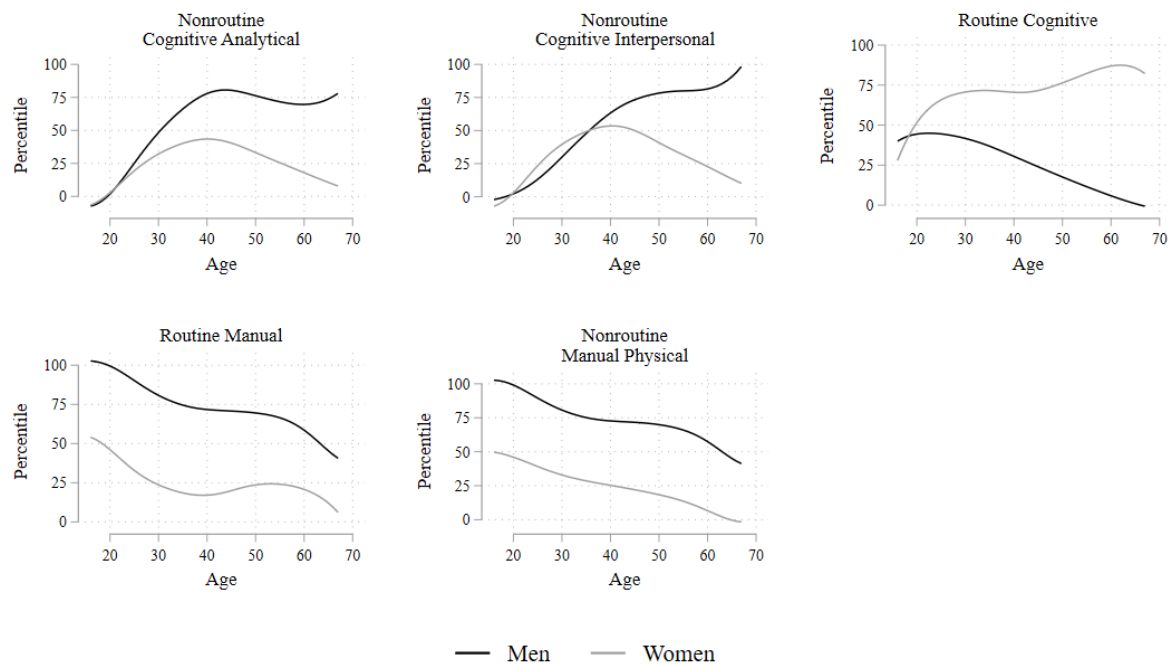 Nonroutine
Cognitive Analytical
100
75
50
25
0
Percentile
20 30 40 50 60 70
Age
Nonroutine
Cognitive Interpersonal
100
75
50
25
0
Percentile
20 30 40 50 60 70
Age
Routine Cognitive
100
75
50
25
0
Percentile
20 30 40 50 60 70
Age
Routine Manual
100
75
50
25
0
Percentile
20 30 40 50 60 70
Age
Nonroutine
Manual Physical
100
75
50
25
0
Percentile
20 30 40 50 60 70
Age
Men Women